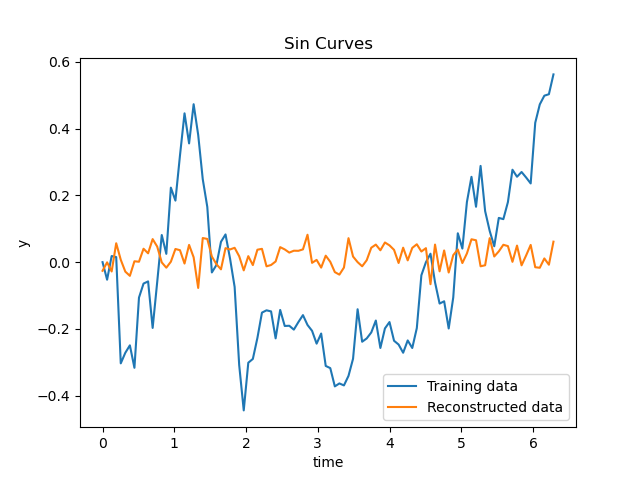 Sin Curves
0.6
0.4
0.2
0.0
−0.2
−0.4
y
0 1 2 3 4 5 6
time
Training data
Reconstructed data